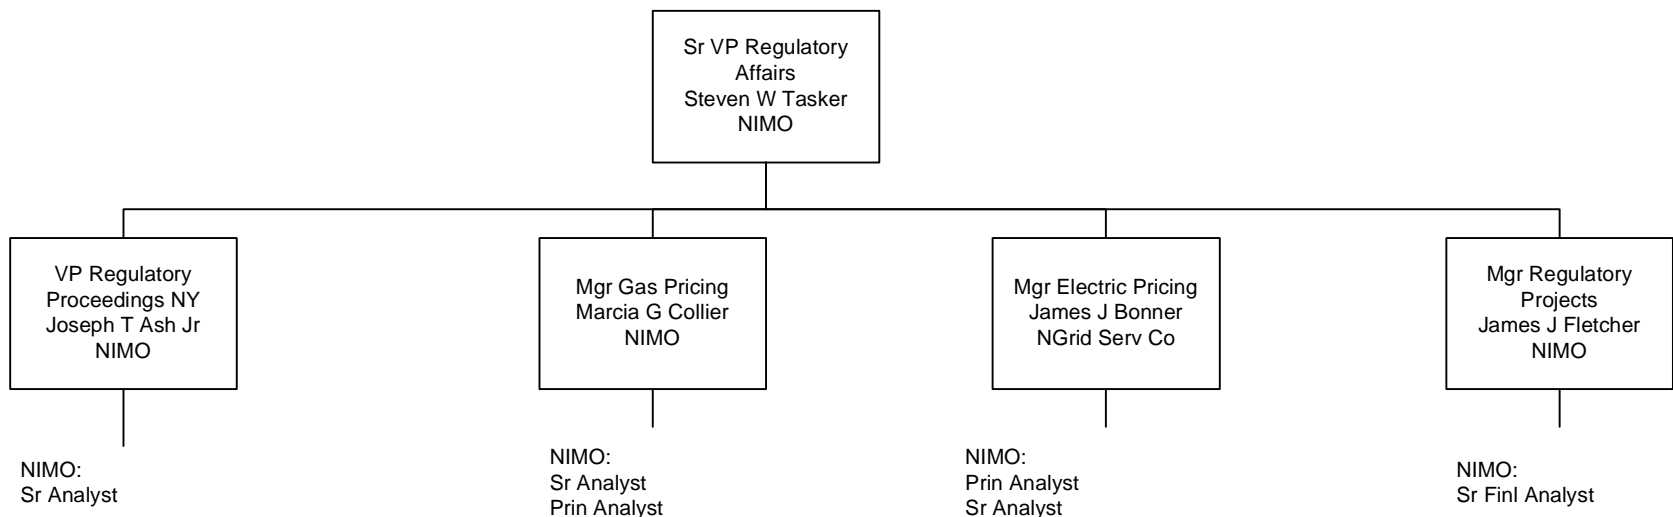 Sr VP Regulatory
Affairs
Steven W Tasker
NIMO
VP Regulatory
Proceedings NY
Joseph T Ash Jr
NIMO
Mgr Gas Pricing
Marcia G Collier
NIMO
Mgr Electric Pricing
James J Bonner
NGrid Serv Co
Mgr Regulatory
Projects
James J Fletcher
NIMO
NIMO:
Sr Analyst
NIMO:
Sr Analyst
Prin Analyst
NIMO:
Prin Analyst
Sr Analyst
NIMO:
Sr Finl Analyst